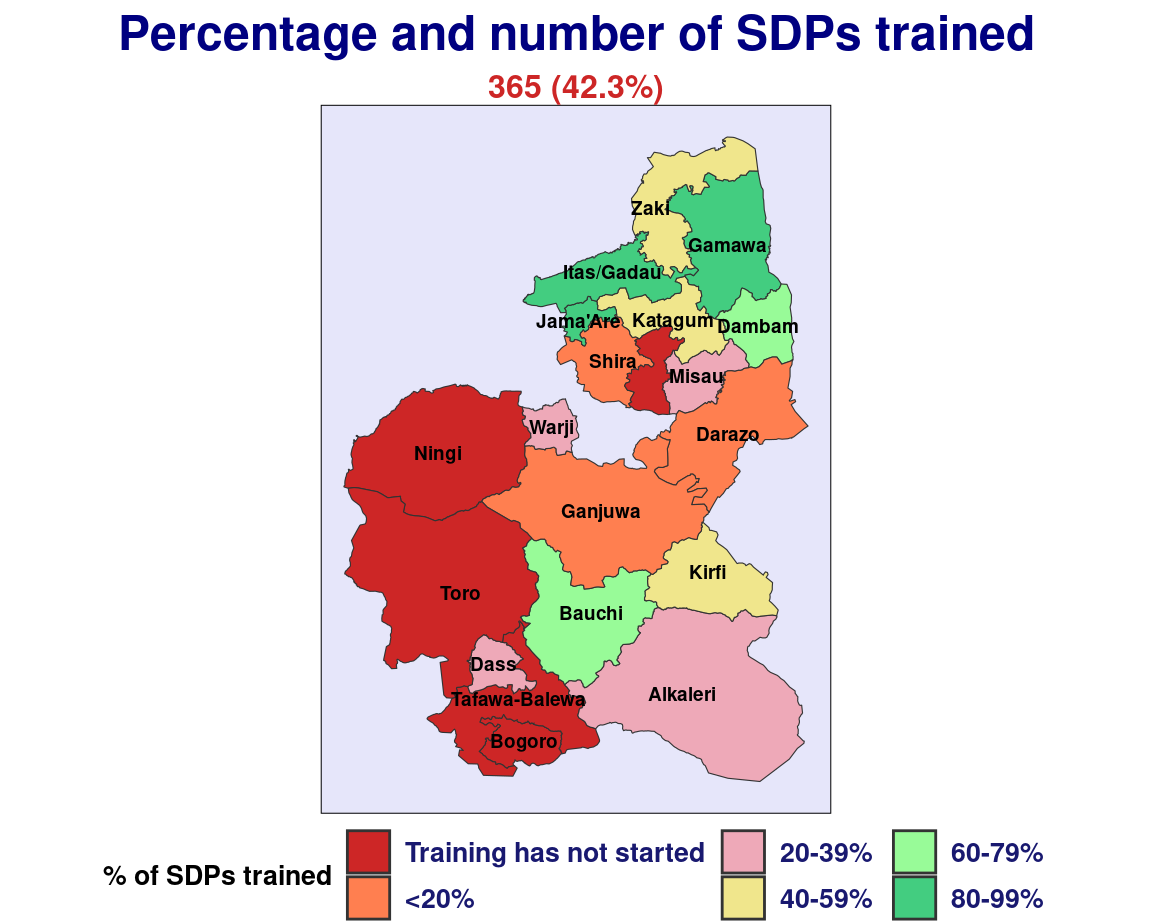 Percentage and number of SDPs trained
365 (42.3%)
Zaki
Gamawa
Itas/Gadau
Jama'Are
Katagum
Dambam
Shira
Misau
Warji
Darazo
Ningi
Ganjuwa
Kirfi
Toro
Bauchi
Dass
Alkaleri
Tafawa-Balewa
Bogoro
% of SDPs trained
Training has not started
<20%
20-39%
40-59%
60-79%
80-99%